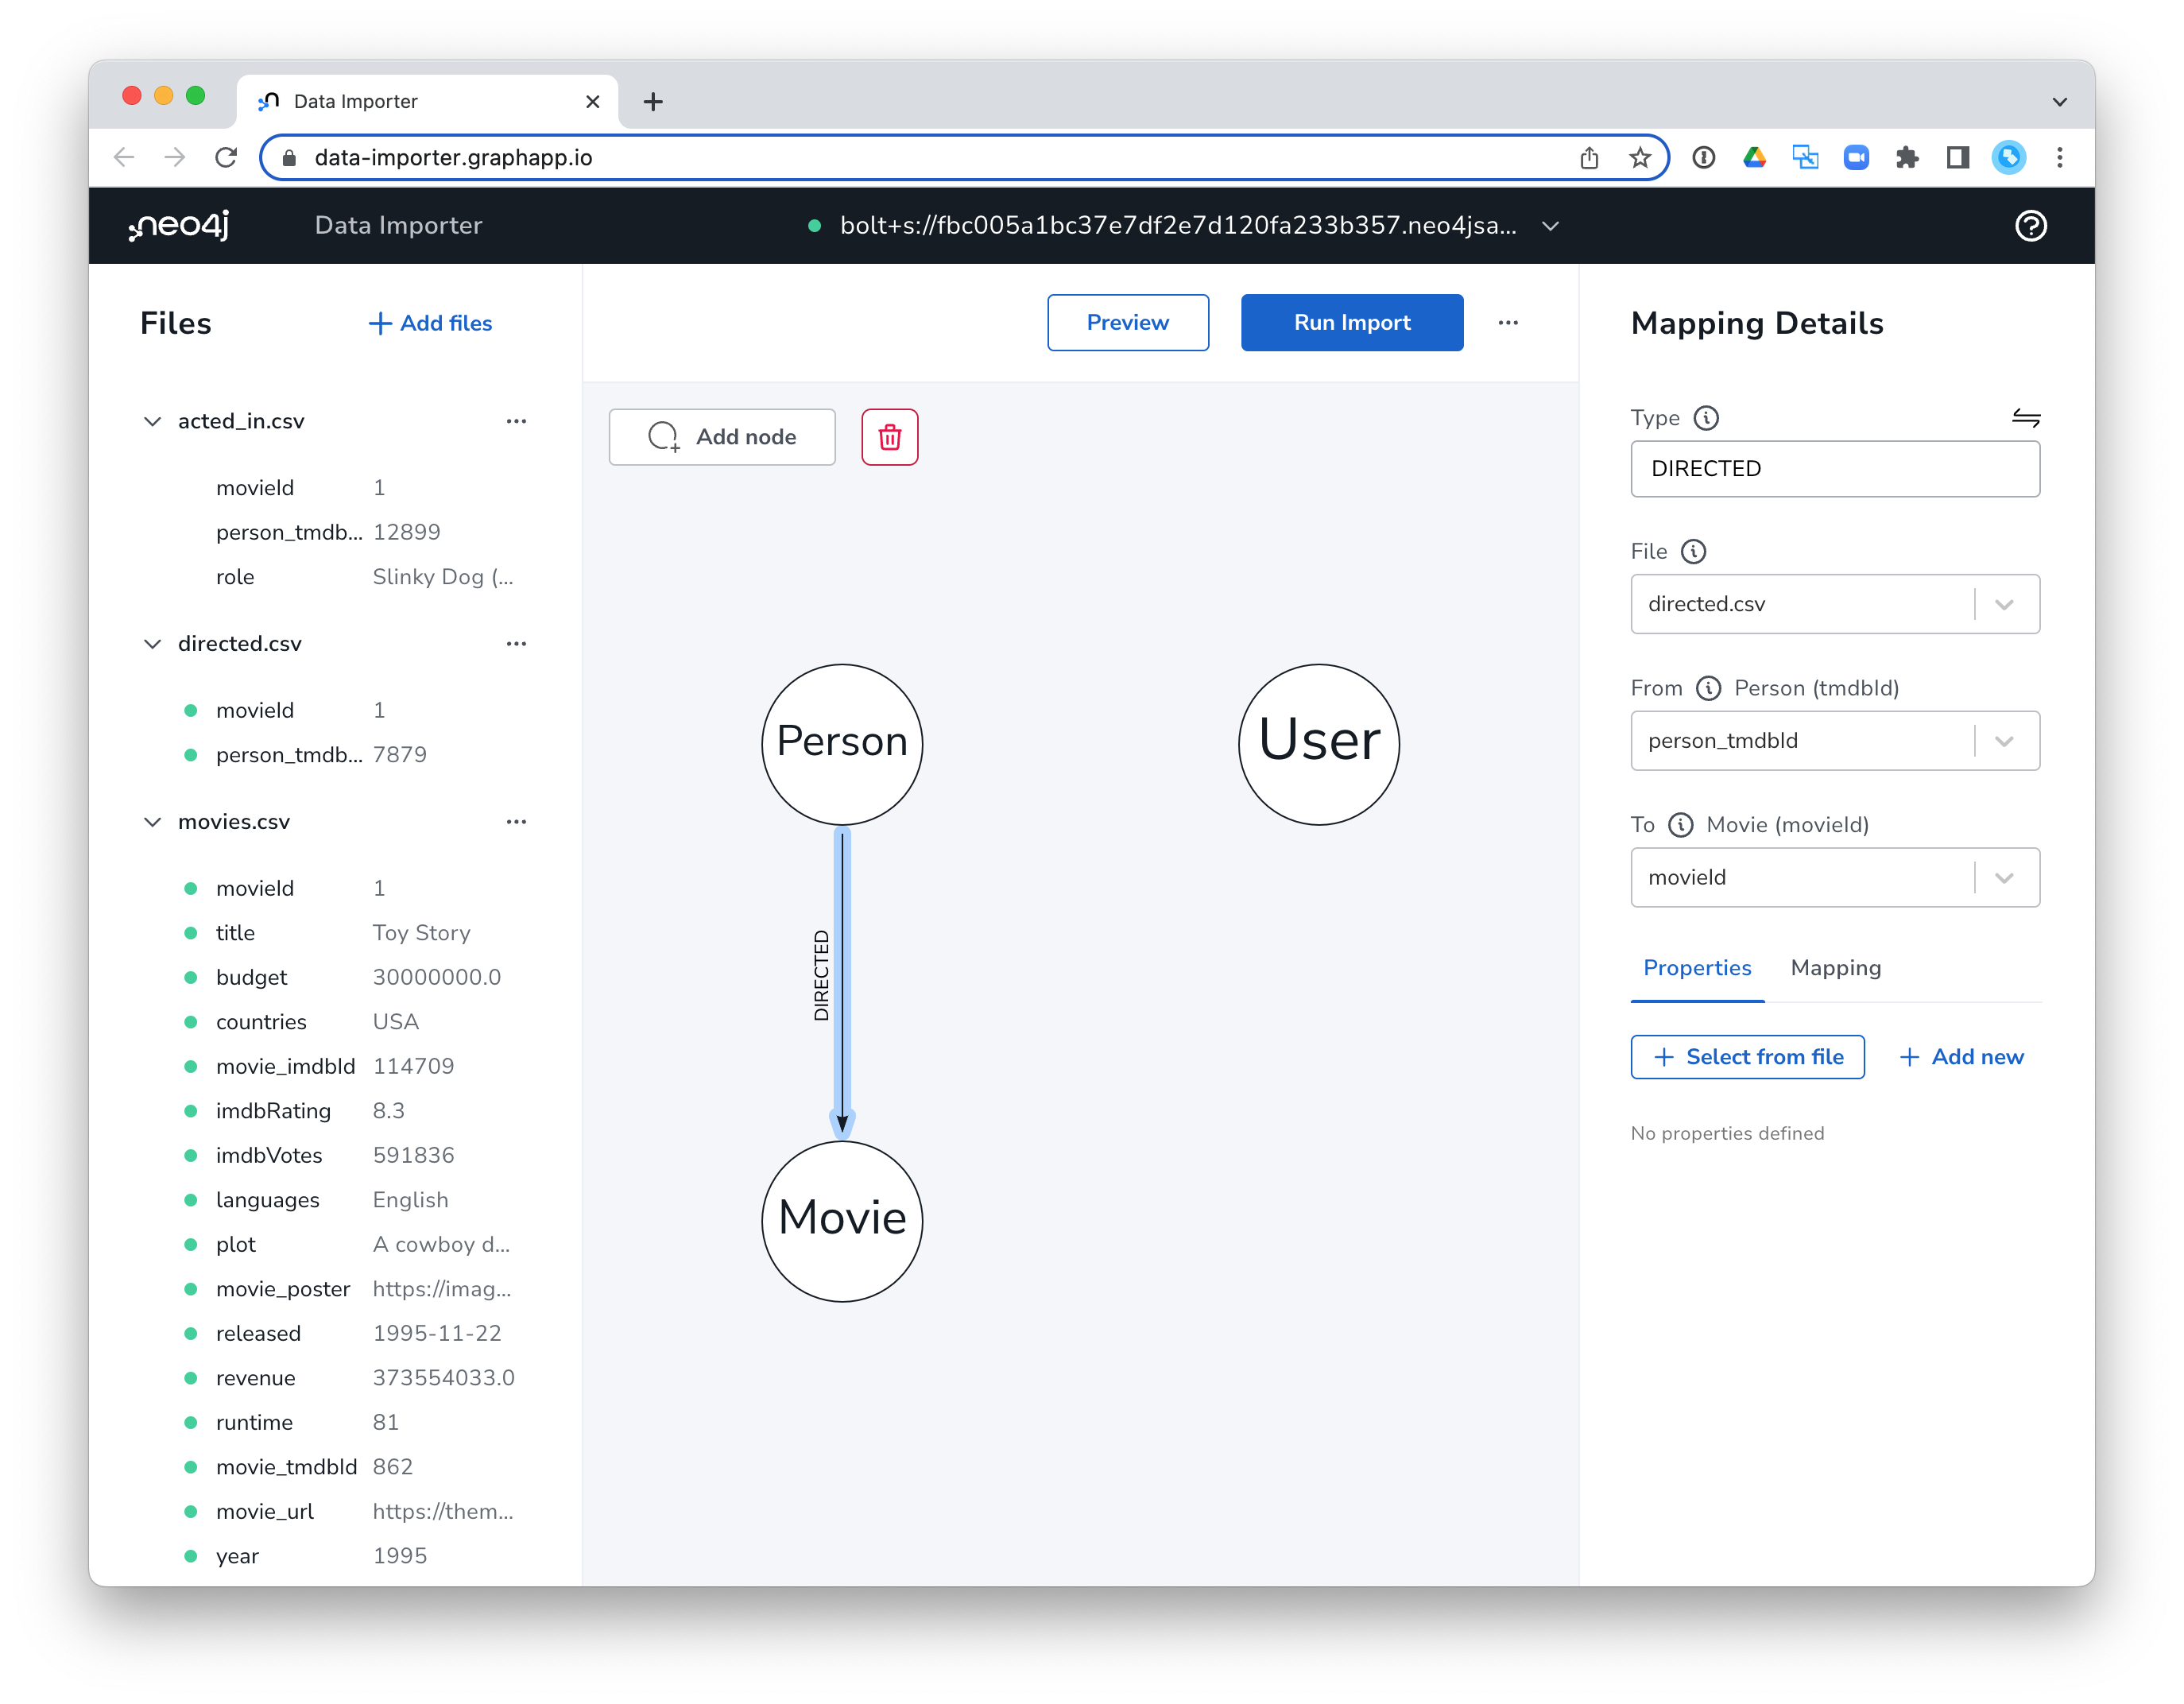 Data Importer
data-importer.graphapp.io
neo4j
Data Importer
bolt+s://fbc005a1bc37e7df2e7d120fa233b357.neo4jsa...
Files
Add files
acted_in.csv
movieId 1
person_tmdb... 12899
role Slinky Dog (...
directed.csv
movieId 1
person_tmdb... 7879
movies.csv
movieId 1
title Toy Story
budget 30000000.0
countries USA
movie_imdbId 114709
imdbRating 8.3
imdbVotes 591836
languages English
plot A cowboy d...
movie_poster https://imag...
released 1995-11-22
revenue 373554033.0
runtime 81
movie_tmdbId 862
movie_url https://them...
year 1995
Preview
Run Import
Add node
Person
User
DIRECTED
Movie
Mapping Details
Type
DIRECTED
File
directed.csv
From Person (tmdbId)
person_tmdbId
To Movie (movieId)
movieId
Properties Mapping
Select from file Add new
No properties defined